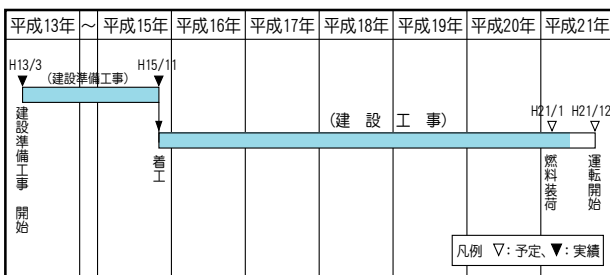 平成13年 ～ 平成15年 平成16年 平成17年 平成18年 平成19年 平成20年 平成21年
H13/3 H15/11
（建設準備工事）
H21/1 H21/12
（建設工事）
建設準備工事 開始
着工
燃料装荷
運転開始
凡例 ▽：予定、▼：実績